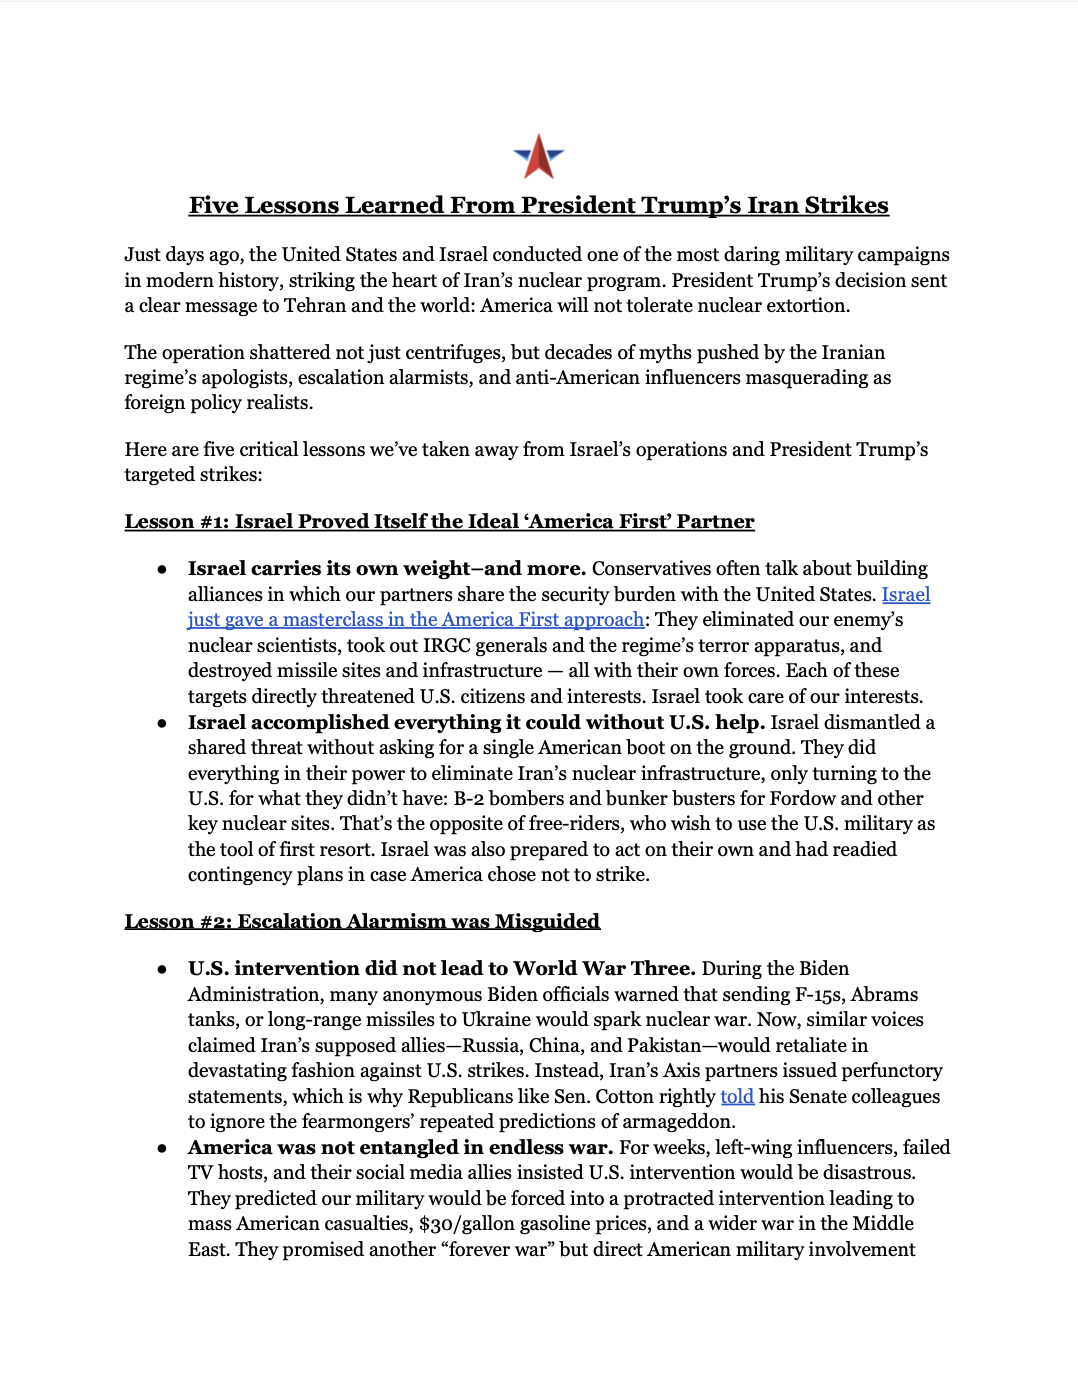 Five Lessons Learned From President Trump’s Iran Strikes
Just days ago, the United States and Israel conducted one of the most daring military campaigns
in modern history, striking the heart of Iran’s nuclear program. President Trump’s decision sent
a clear message to Tehran and the world: America will not tolerate nuclear extortion.
The operation shattered not just centrifuges, but decades of myths pushed by the Iranian
regime’s apologists, escalation alarmists, and anti-American influencers masquerading as
foreign policy realists.
Here are five critical lessons we’ve taken away from Israel’s operations and President Trump’s
targeted strikes:
Lesson #1: Israel Proved Itself the Ideal ‘America First’ Partner
● Israel carries its own weight–and more. Conservatives often talk about building
alliances in which our partners share the security burden with the United States. Israel
just gave a masterclass in the America First approach: They eliminated our enemy’s
nuclear scientists, took out IRGC generals and the regime’s terror apparatus, and
destroyed missile sites and infrastructure — all with their own forces. Each of these
targets directly threatened U.S. citizens and interests. Israel took care of our interests.
● Israel accomplished everything it could without U.S. help. Israel dismantled a
shared threat without asking for a single American boot on the ground. They did
everything in their power to eliminate Iran’s nuclear infrastructure, only turning to the
U.S. for what they didn’t have: B-2 bombers and bunker busters for Fordow and other
key nuclear sites. That’s the opposite of free-riders, who wish to use the U.S. military as
the tool of first resort. Israel was also prepared to act on their own and had readied
contingency plans in case America chose not to strike.
Lesson #2: Escalation Alarmism was Misguided
● U.S. intervention did not lead to World War Three. During the Biden
Administration, many anonymous Biden officials warned that sending F-15s, Abrams
tanks, or long-range missiles to Ukraine would spark nuclear war. Now, similar voices
claimed Iran’s supposed allies—Russia, China, and Pakistan—would retaliate in
devastating fashion against U.S. strikes. Instead, Iran’s Axis partners issued perfunctory
statements, which is why Republicans like Sen. Cotton rightly told his Senate colleagues
to ignore the fearmongers’ repeated predictions of armageddon.
● America was not entangled in endless war. For weeks, left-wing influencers, failed
TV hosts, and their social media allies insisted U.S. intervention would be disastrous.
They predicted our military would be forced into a protracted intervention leading to
mass American casualties, $30/gallon gasoline prices, and a wider war in the Middle
East. They promised another “forever war” but direct American military involvement